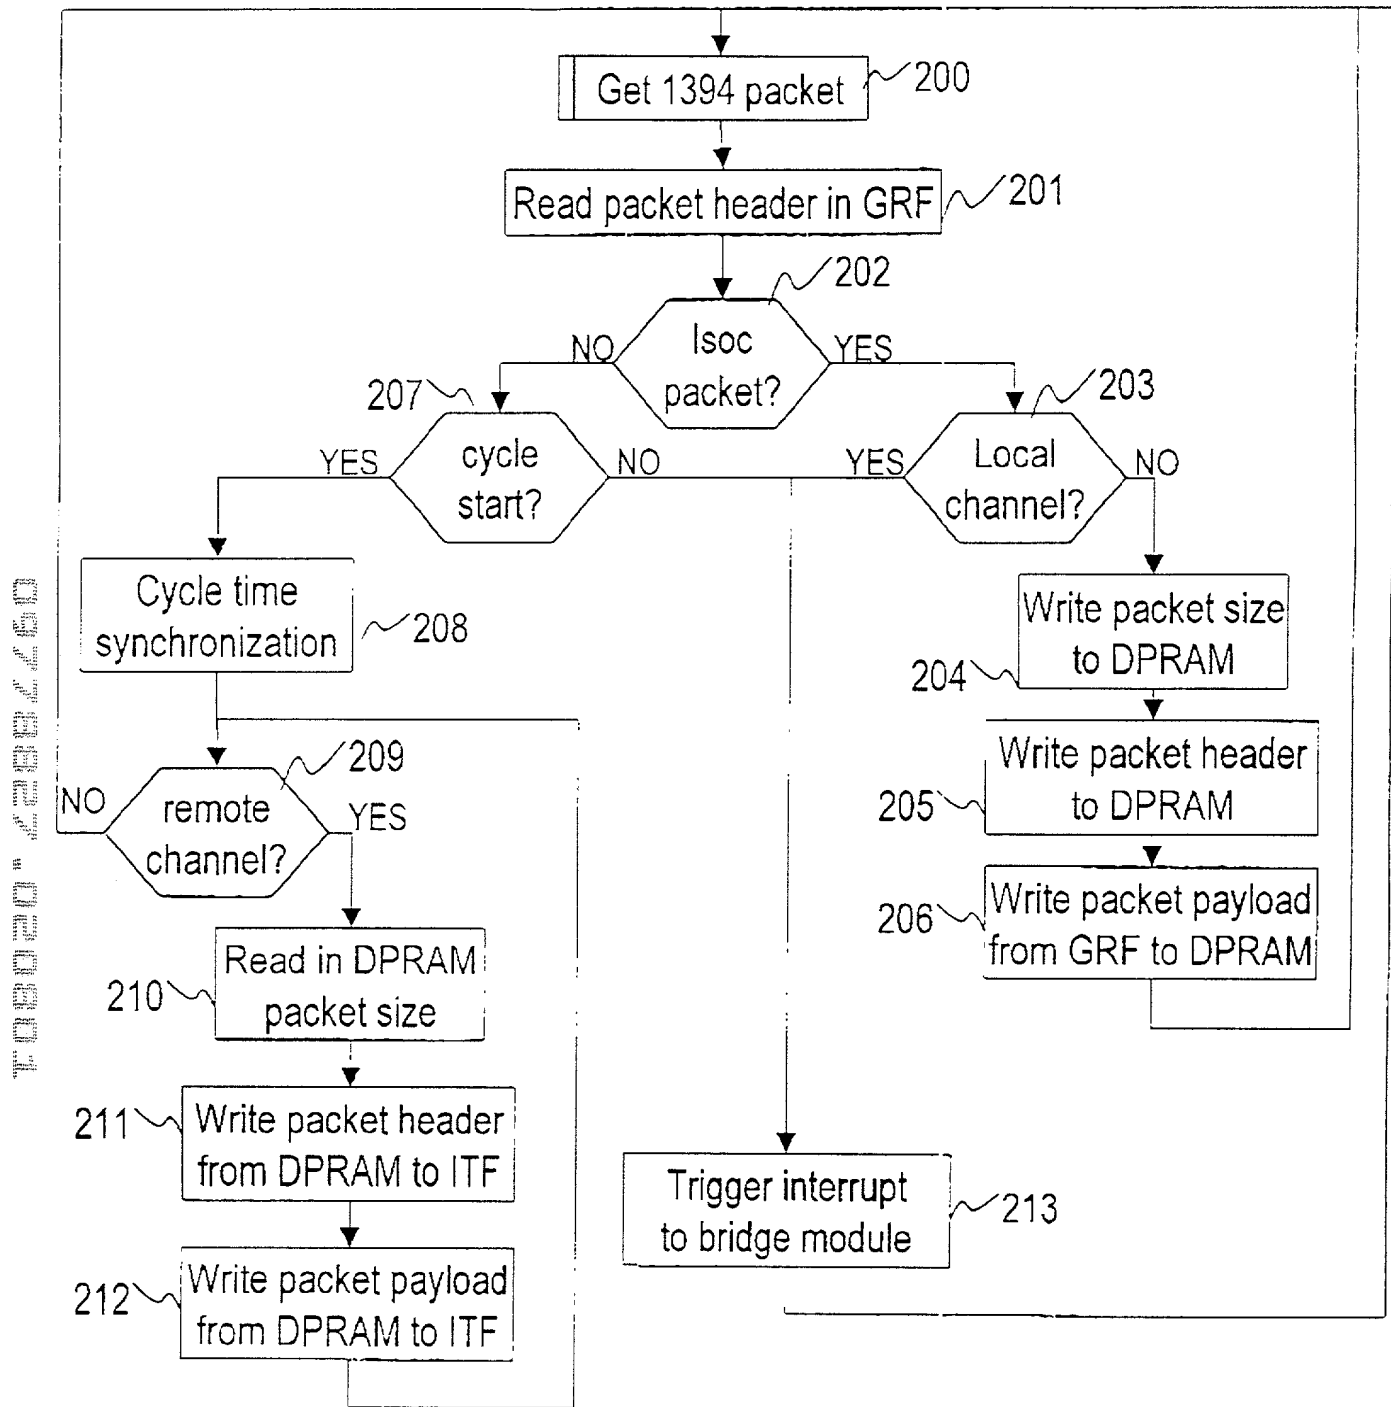 Get 1394 packet
200
Read packet header in GRF
201
202
Isoc
packet?
NO
YES
207
203
cycle
start?
YES
NO
Local
channel?
YES
NO
Cycle time
synchronization
208
Write packet size
to DPRAM
204
209
remote
channel?
NO
YES
Write packet header
to DPRAM
205
Write packet payload
from GRF to DPRAM
206
Read in DPRAM
packet size
210
Write packet header
from DPRAM to ITF
211
Trigger interrupt
to bridge module
213
Write packet payload
from DPRAM to ITF
212